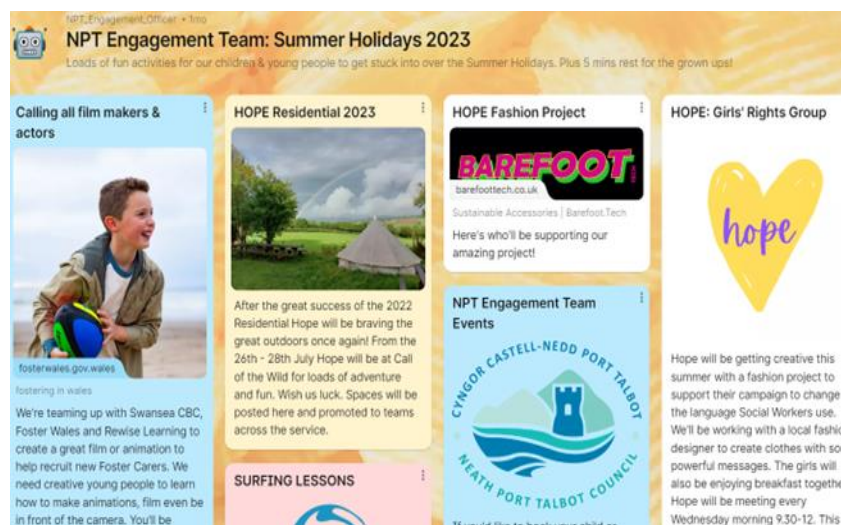 NPT_Engagement_Officer • 1mo
NPT Engagement Team: Summer Holidays 2023
Loads of fun activities for our children & young people to get stuck into over the Summer Holidays. Plus 5 mins rest for the grown ups!
Calling all film makers &
actors
fosterwales.gov.wales
fostering in wales
We're teaming up with Swansea CBC,
Foster Wales and Rewise Learning to
create a great film or animation to
help recruit new Foster Carers. We
need creative young people to learn
how to make animations, film even be
in front of the camera. You'll be
HOPE Residential 2023
After the great success of the 2022
Residential Hope will be braving the
great outdoors once again! From the
26th - 28th July Hope will be at Call
of the Wild for loads of adventure
and fun. Wish us luck. Spaces will be
posted here and promoted to teams
across the service.
SURFING LESSONS
HOPE Fashion Project
BAREFOOT
barefoottech.co.uk
Sustainable Accessories | Barefoot.Tech
Here's who'll be supporting our
amazing project!
NPT Engagement Team
Events
CYNGOR CASTELL-NEDD PORT TALBOT
NEATH PORT TALBOT COUNCIL
If would like to book your child or
HOPE: Girls' Rights Group
hope
Hope will be getting creative this
summer with a fashion project to
support their campaign to change
the language Social Workers use.
We'll be working with a local fashio
designer to create clothes with so
powerful messages. The girls will
also be enjoying breakfast togethe
Hope will be meeting every
Wednesday morning 9.30-12. This